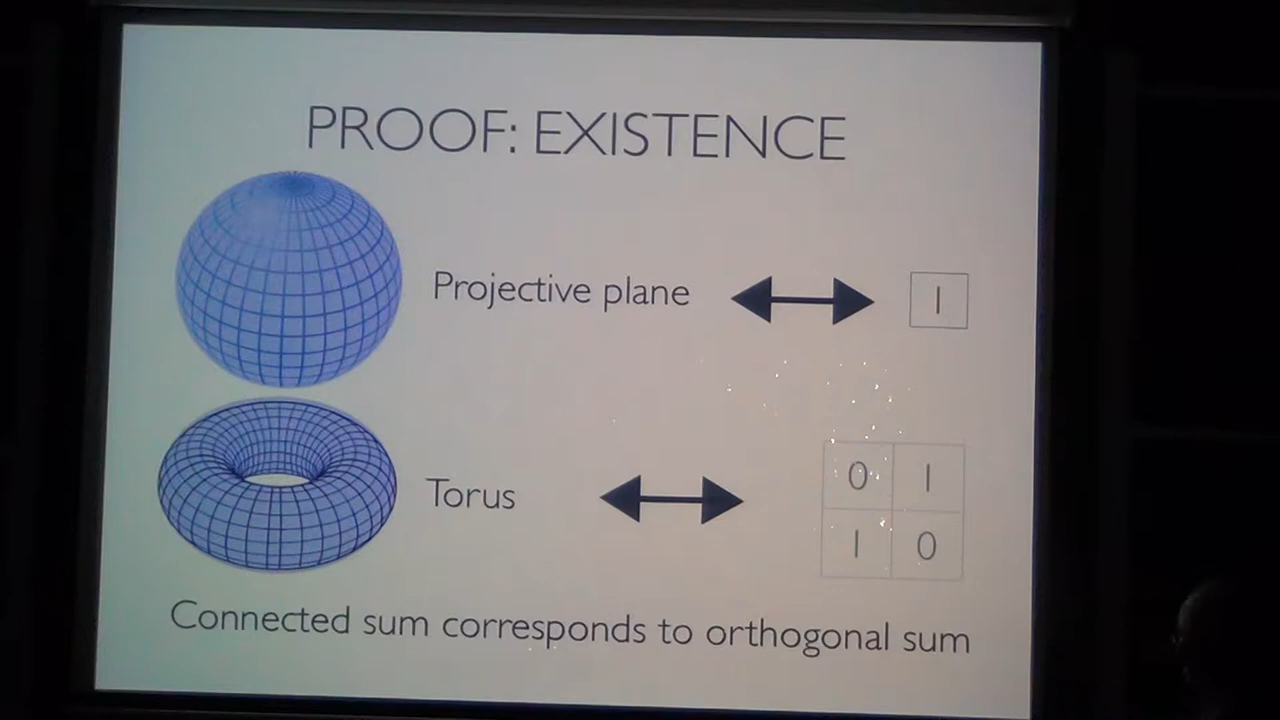 PROOF: EXISTENCE
Projective plane
1
Torus
0 1
1 0
Connected sum corresponds to orthogonal sum